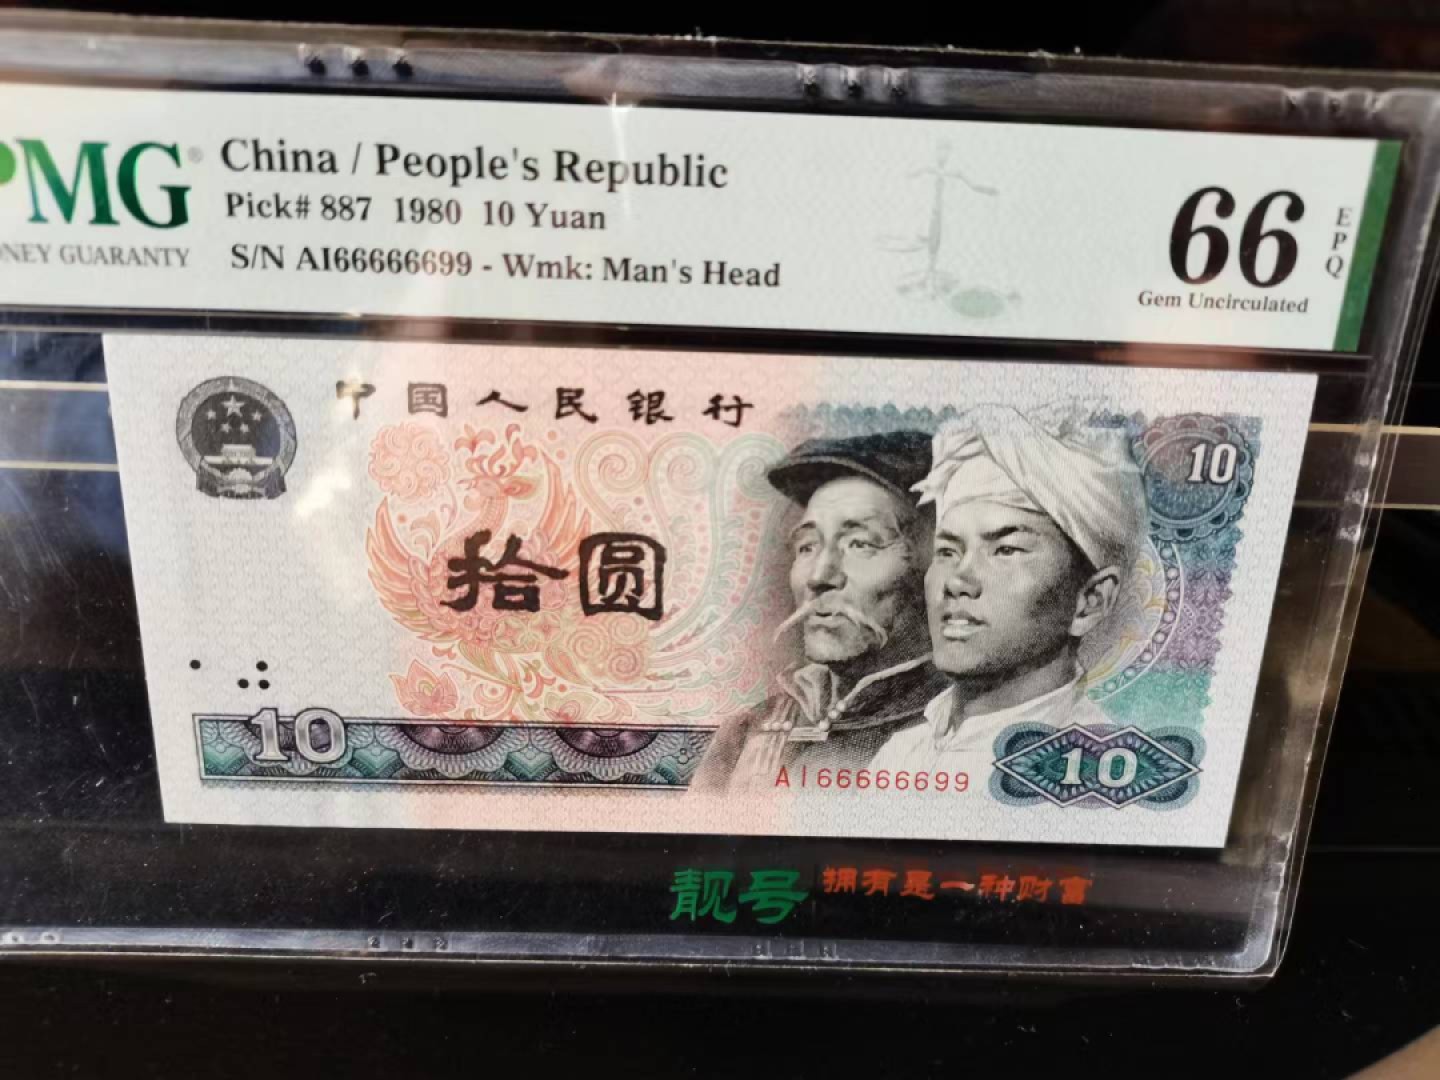 PMG® China / People's Republic
Pick# 887 1980 10 Yuan
MONEY GUARANTY S/N AI66666699 - Wmk: Man's Head
66 EPQ
Gem Uncirculated
中国人民银行
10
拾圆
10
AI66666699
10
靓号 拥有是一种财富